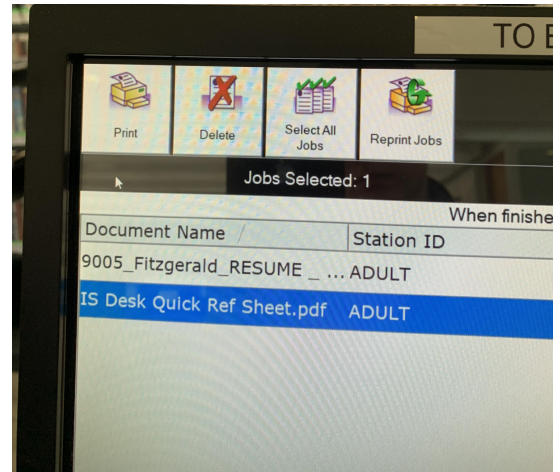 TO
Print
Delete
Select All
Jobs
Reprint Jobs
Jobs Selected: 1
When finishe
Document Name
Station ID
9005_Fitzgerald_RESUME _ ... ADULT
IS Desk Quick Ref Sheet.pdf ADULT